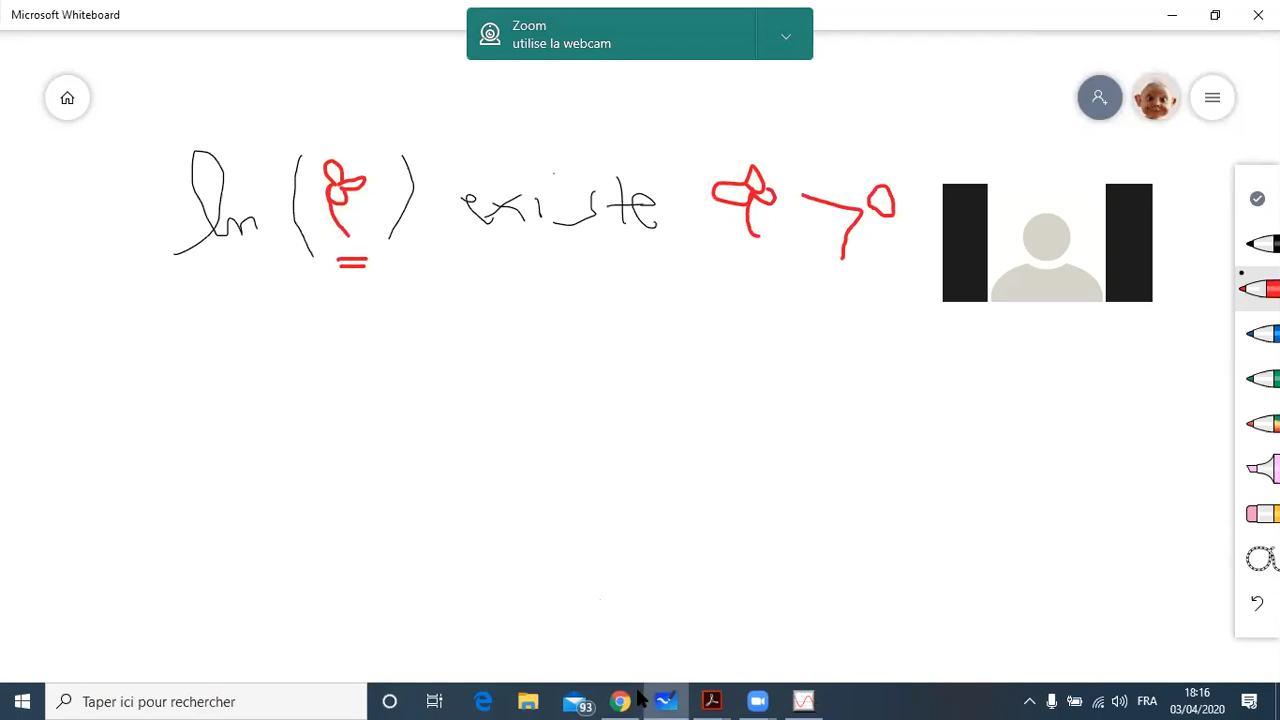 Microsoft Whiteboard
Zoom
utilise la webcam
ln ( ) existe > 0
Taper ici pour rechercher
93
FRA
18:16
03/04/2020